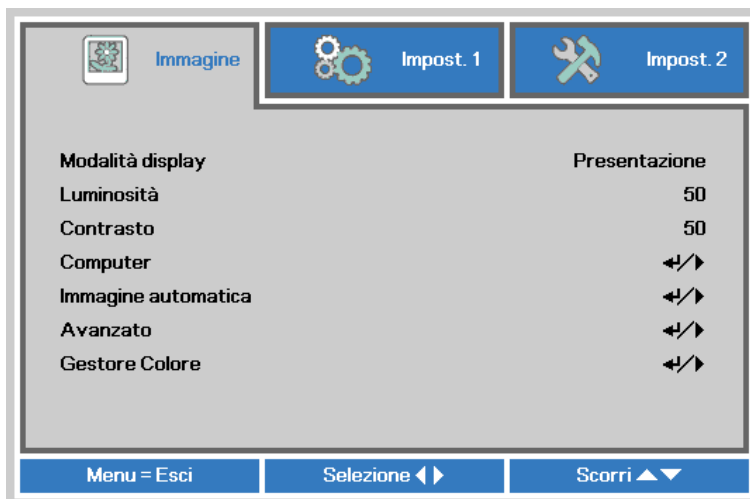 Immagine Impost. 1 Impost. 2
Modalità display Presentazione
Luminosità 50
Contrasto 50
Computer ↵/▶
Immagine automatica ↵/▶
Avanzato ↵/▶
Gestore Colore ↵/▶
Menu = Esci Selezione ◀▶ Scorri ▲▼